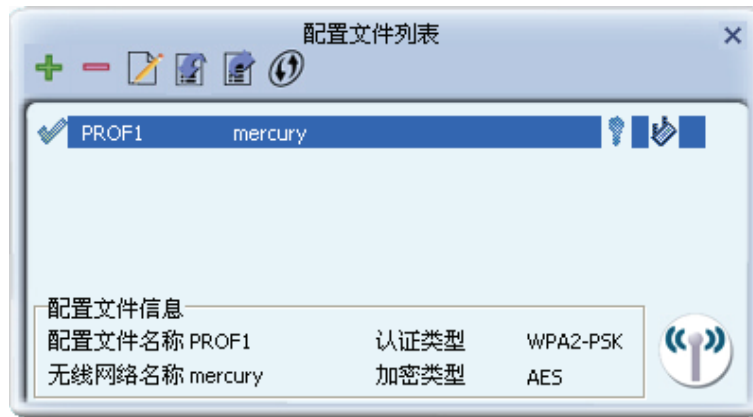 配置文件列表
PROF1 mercury
配置文件信息
配置文件名称 PROF1 认证类型 WPA2-PSK
无线网络名称 mercury 加密类型 AES